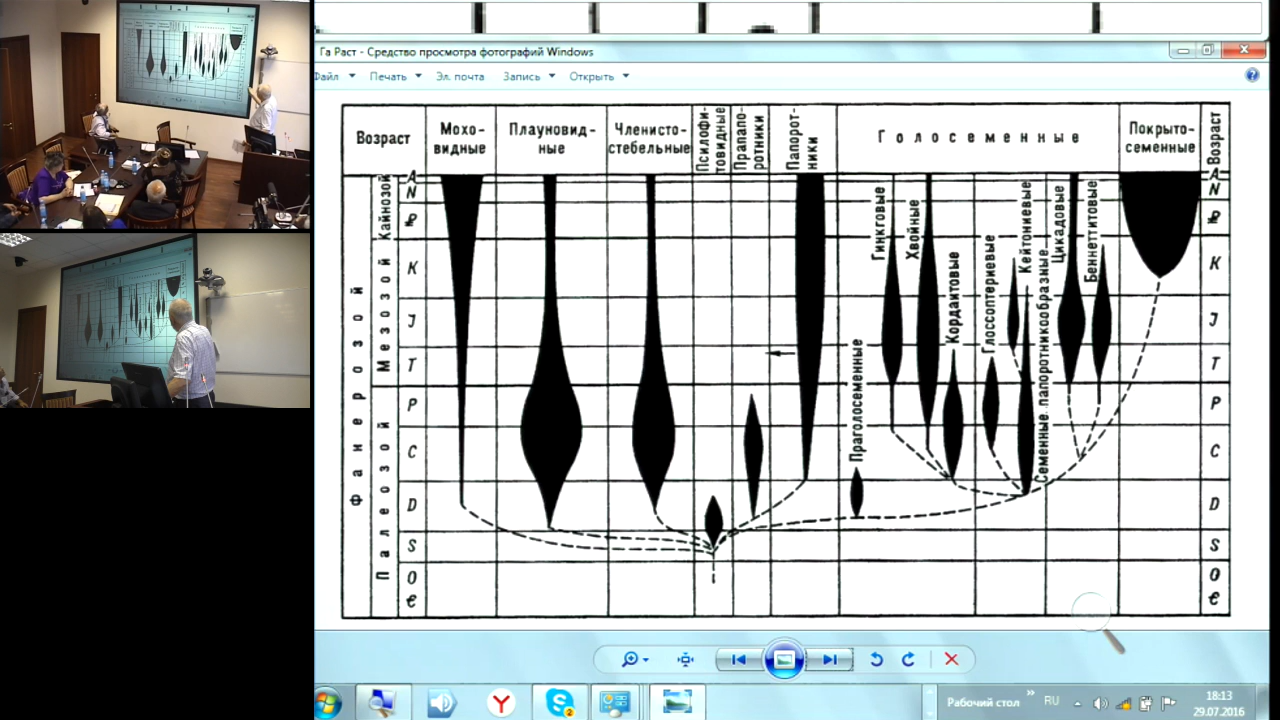 Га Раст - Средство просмотра фотографий Windows
Файл Печать Эл. почта Запись Открыть
Возраст
Мохо-
видные
Плауновид-
ные
Членисто-
стебельные
Псилофи-
товидные
Прапапо-
ротники
Папорот-
ники
Голосеменные
Покрыто-
семенные
Возраст
Фанерозой
Кайнозой
Мезозой
Палеозой
A
N
₽
K
J
T
P
C
D
S
O
Є
Праголосеменные
Гинкговые
Хвойные
Кордаитовые
Глоссоптериевые
Кейтониевые
Семенные папоротникообразные
Цикадовые
Беннеттитовые
A
N
₽
K
J
T
P
C
D
S
O
Є
Рабочий стол
RU
18:13
29.07.2016